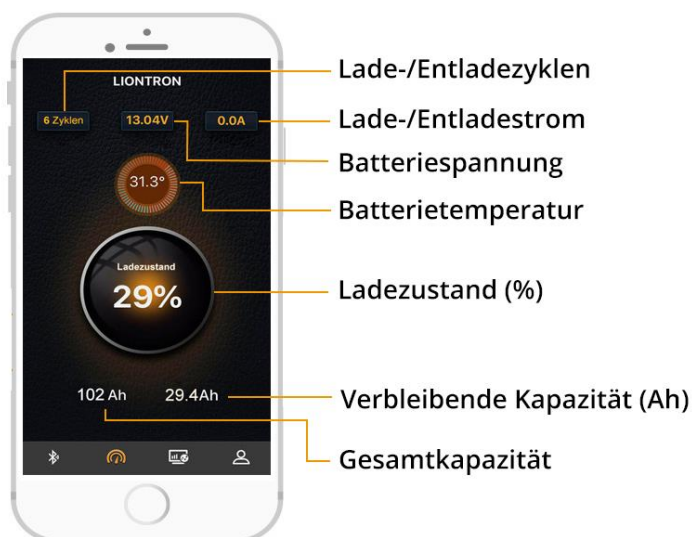 LIONTRON
6 Zyklen
13.04V
0.0A
31.3°
Ladezustand
29%
102 Ah
29.4Ah
Lade-/Entladezyklen
Lade-/Entladestrom
Batteriespannung
Batterietemperatur
Ladezustand (%)
Verbleibende Kapazität (Ah)
Gesamtkapazität